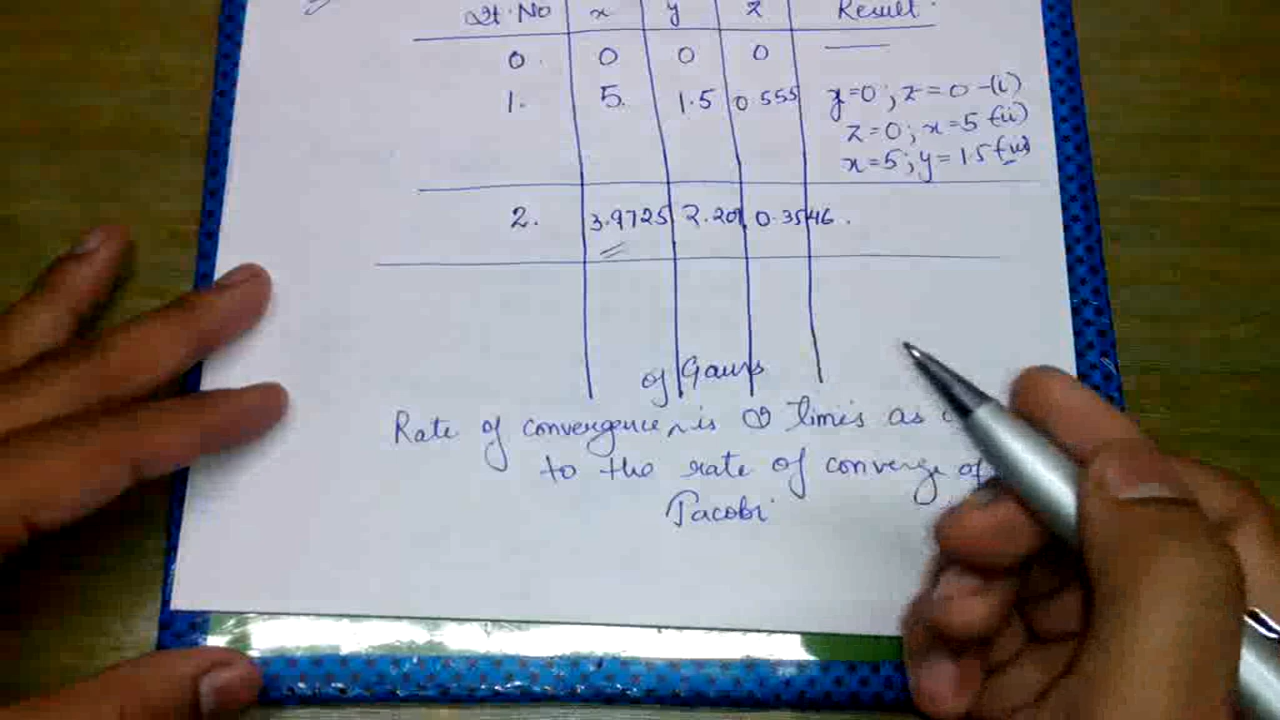 It. No x y z Result.
0. 0 0 0 ——
1. 5. 1.5 0.555 y=0; z=0 -(i)
z=0; x=5 (ii)
x=5; y=1.5 (iii)
2. 3.9725 2.209 0.3546.
of Gauss
Rate of convergence is times as
to the rate of converge of
Jacobi